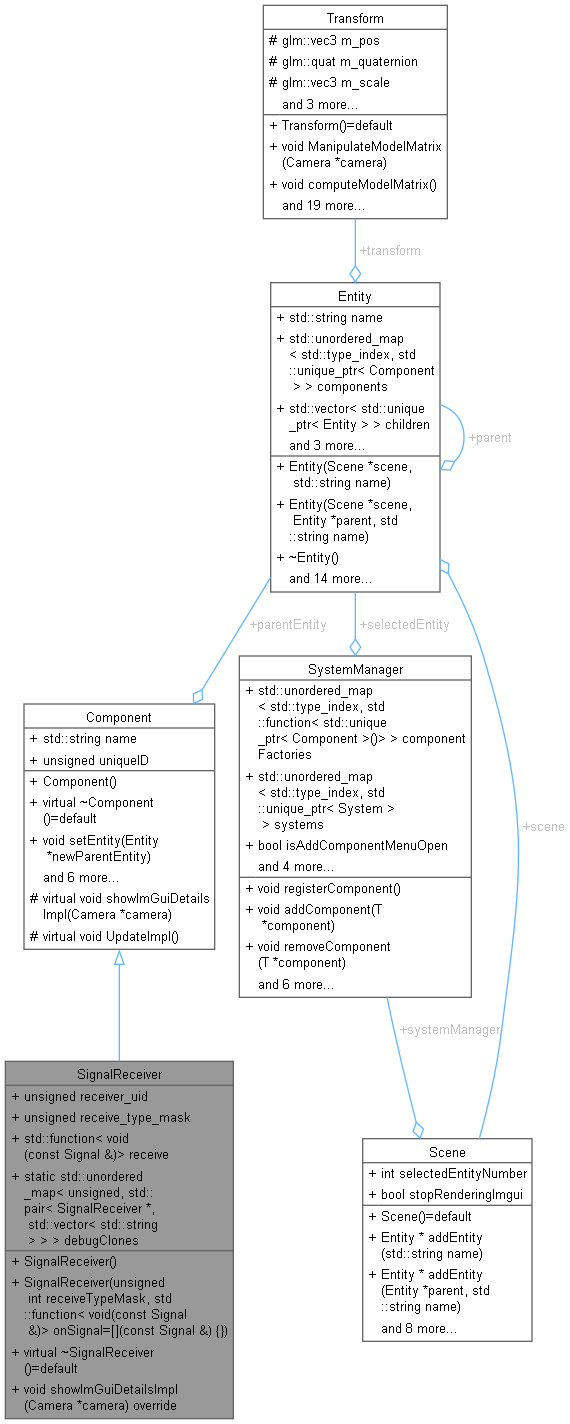 Transform
# glm::vec3 m_pos
# glm::quat m_quaternion
# glm::vec3 m_scale
and 3 more...
+ Transform()=default
+ void ManipulateModelMatrix
(Camera *camera)
+ void computeModelMatrix()
and 19 more...
+transform
Entity
+ std::string name
+ std::unordered_map
< std::type_index, std
::unique_ptr< Component
> > components
+ std::vector< std::unique
_ptr< Entity > > children
and 3 more...
+ Entity(Scene *scene,
std::string name)
+ Entity(Scene *scene,
Entity *parent, std
::string name)
+ ~Entity()
and 14 more...
+parent
+parentEntity
+selectedEntity
Component
+ std::string name
+ unsigned uniqueID
+ Component()
+ virtual ~Component
()=default
+ void setEntity(Entity
*newParentEntity)
and 6 more...
# virtual void showImGuiDetails
Impl(Camera *camera)
# virtual void UpdateImpl()
SystemManager
+ std::unordered_map
< std::type_index, std
::function< std::unique
_ptr< Component >()> > component
Factories
+ std::unordered_map
< std::type_index, std
::unique_ptr< System >
> systems
+ bool isAddComponentMenuOpen
and 4 more...
+ void registerComponent()
+ void addComponent(T
*component)
+ void removeComponent
(T *component)
and 6 more...
+scene
+systemManager
SignalReceiver
+ unsigned receiver_uid
+ unsigned receive_type_mask
+ std::function< void
(const Signal &)> receive
+ static std::unordered
_map< unsigned, std::
pair< SignalReceiver *,
std::vector< std::string
> > > debugClones
+ SignalReceiver()
+ SignalReceiver(unsigned
int receiveTypeMask, std
::function< void(const Signal
&)> onSignal=[](const Signal &) {})
+ virtual ~SignalReceiver
()=default
+ void showImGuiDetailsImpl
(Camera *camera) override
Scene
+ int selectedEntityNumber
+ bool stopRenderingImgui
+ Scene()=default
+ Entity * addEntity
(std::string name)
+ Entity * addEntity
(Entity *parent, std
::string name)
and 8 more...